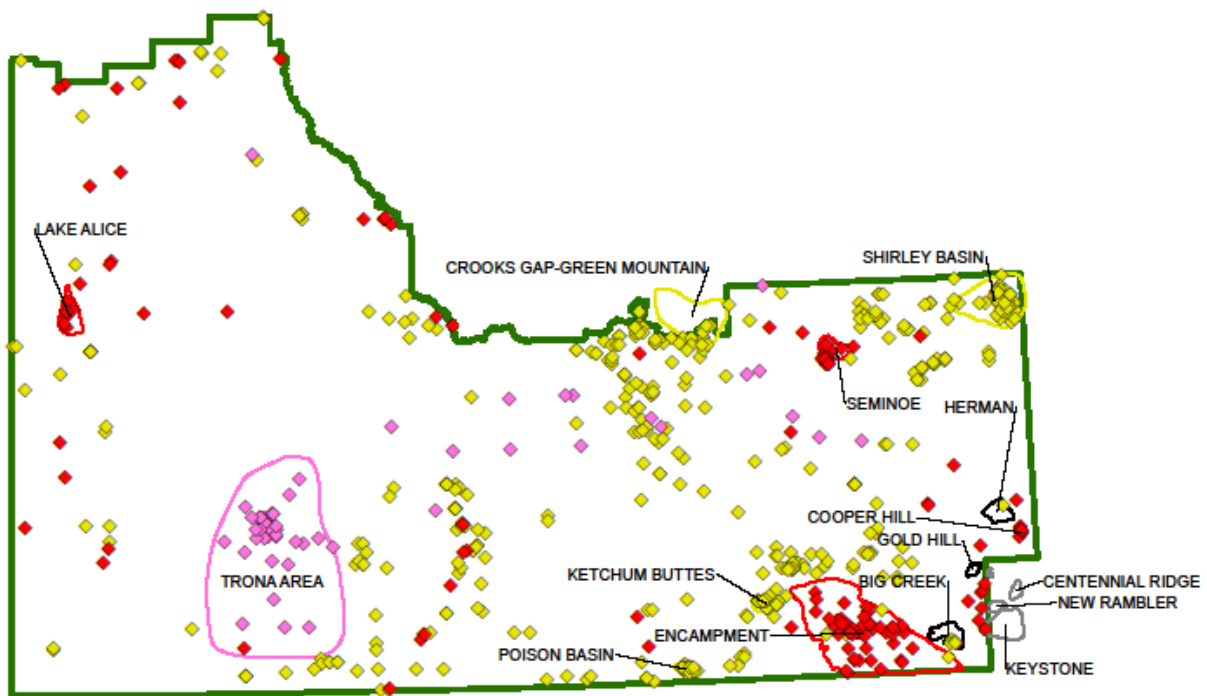 LAKE ALICE
CROOKS GAP-GREEN MOUNTAIN
SHIRLEY BASIN
SEMINOE
HERMAN
COOPER HILL
GOLD HILL
TRONA AREA
KETCHUM BUTTES
BIG CREEK
CENTENNIAL RIDGE
NEW RAMBLER
ENCAMPMENT
POISON BASIN
KEYSTONE